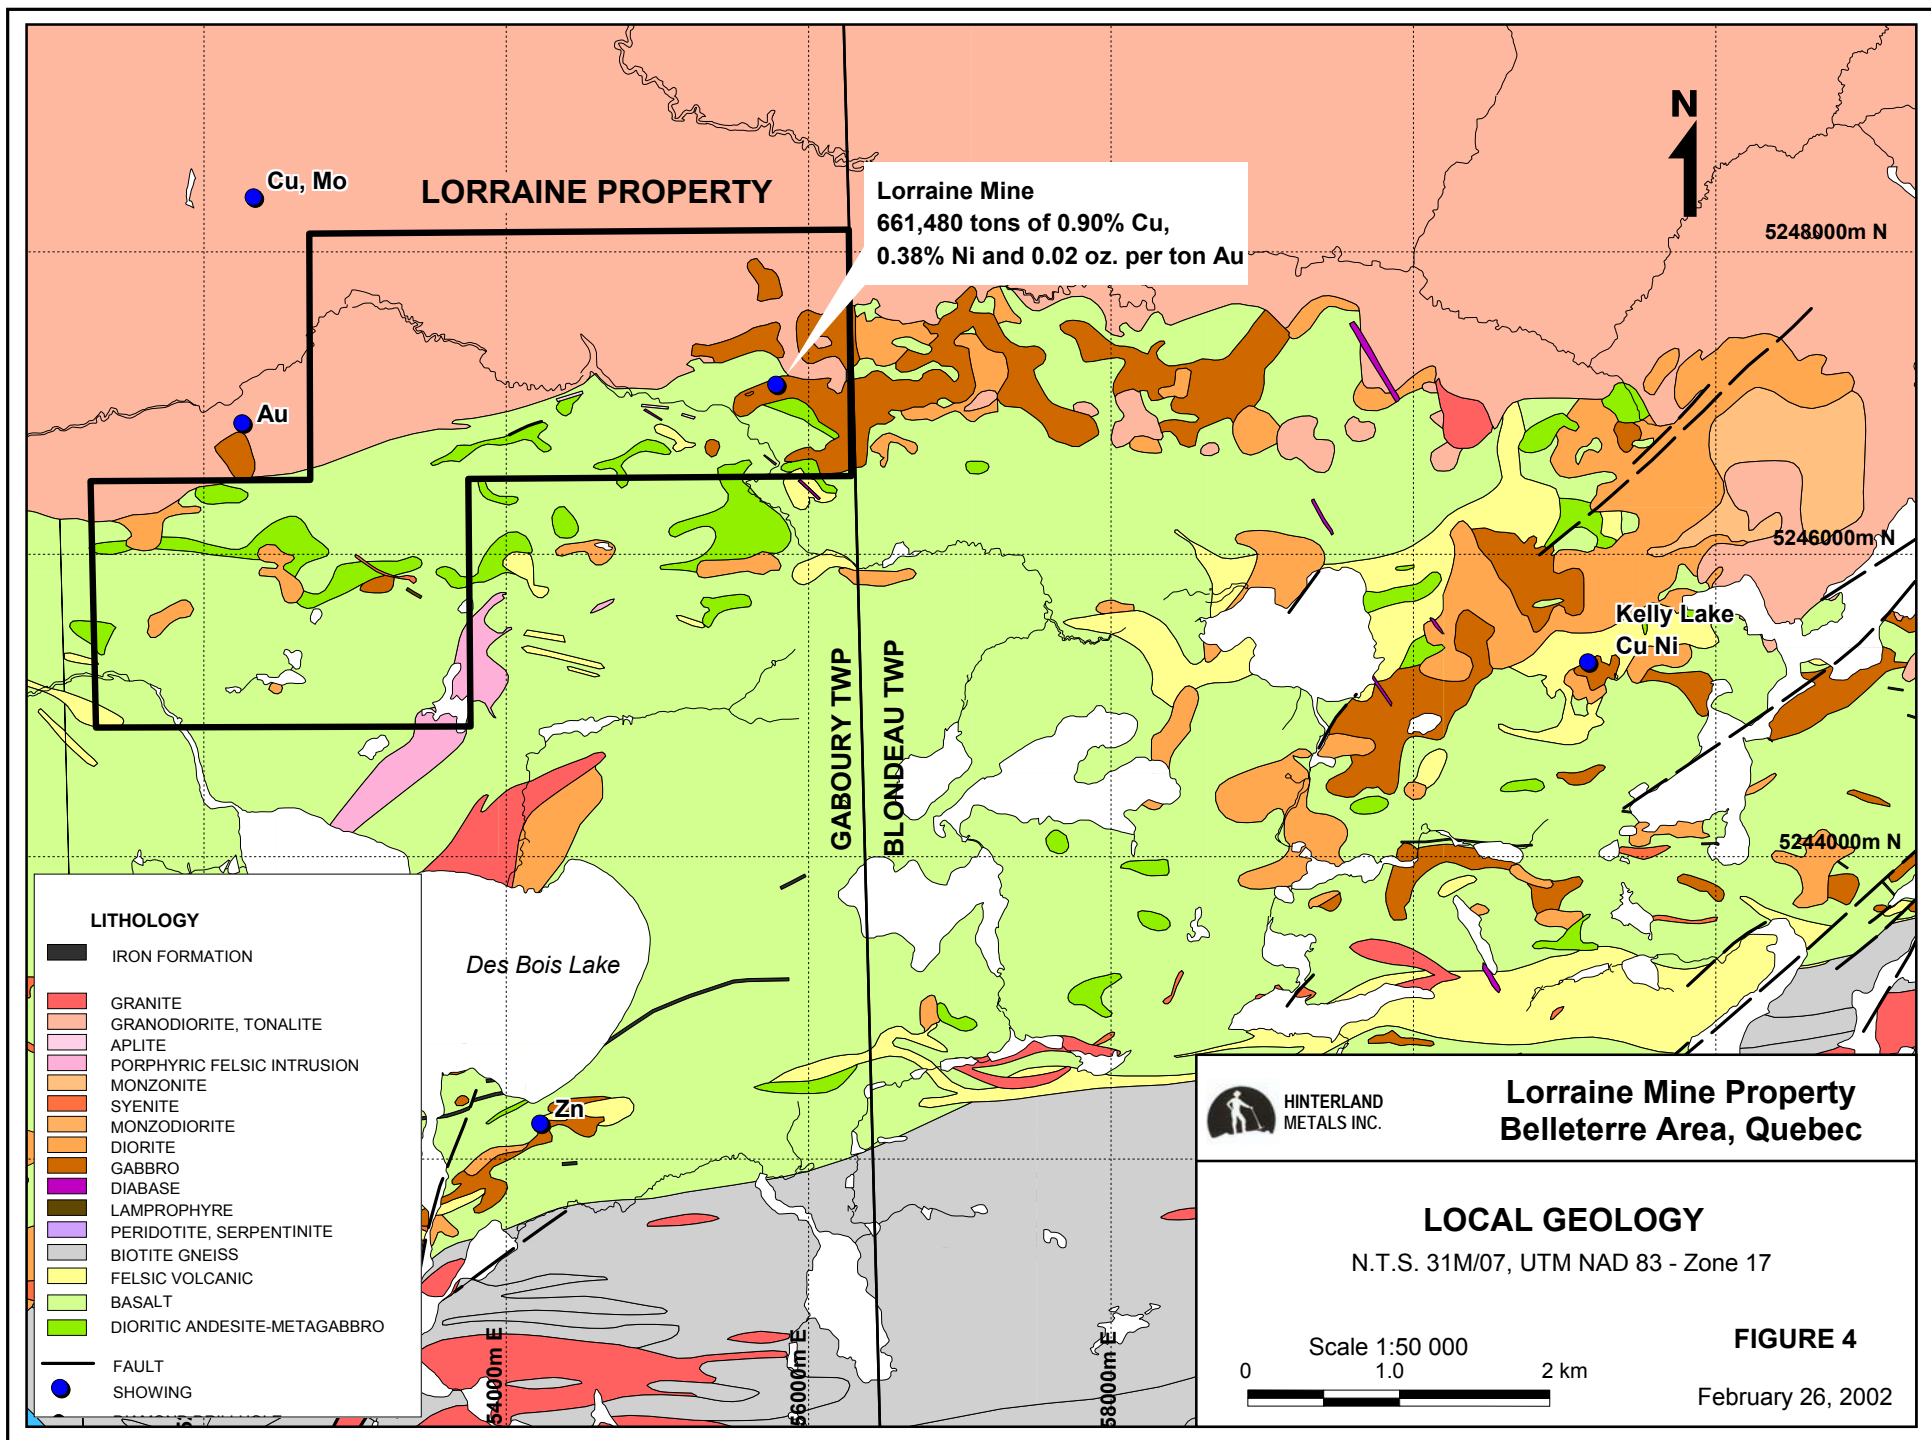 Cu, Mo
LORRAINE PROPERTY
Lorraine Mine
661,480 tons of 0.90% Cu,
0.38% Ni and 0.02 oz. per ton Au
N
5248000m N
Au
5246000m N
Kelly Lake
Cu Ni
GABOURY TWP
BLONDEAU TWP
5244000m N
Des Bois Lake
Zn
LITHOLOGY
IRON FORMATION
GRANITE
GRANODIORITE, TONALITE
APLITE
PORPHYRIC FELSIC INTRUSION
MONZONITE
SYENITE
MONZODIORITE
DIORITE
GABBRO
DIABASE
LAMPROPHYRE
PERIDOTITE, SERPENTINITE
BIOTITE GNEISS
FELSIC VOLCANIC
BASALT
DIORITIC ANDESITE-METAGABBRO
FAULT
SHOWING
54000m E
56000m E
58000m E
HINTERLAND
METALS INC.
Lorraine Mine Property
Belleterre Area, Quebec
LOCAL GEOLOGY
N.T.S. 31M/07, UTM NAD 83 - Zone 17
Scale 1:50 000
0 1.0 2 km
FIGURE 4
February 26, 2002